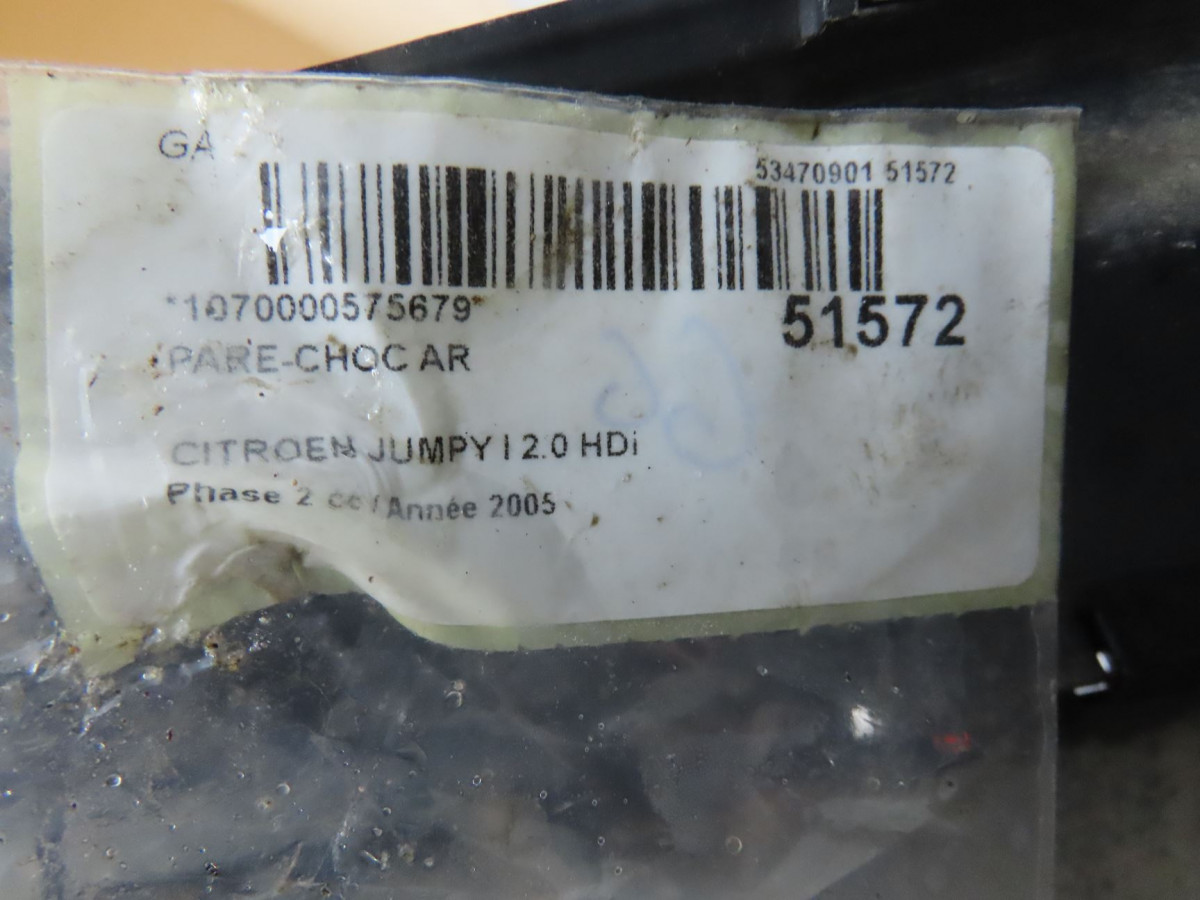 GA
53470901 51572
*1070000575679*
51572
PARE-CHOC AR
CITROEN JUMPY I 2.0 HDi
Phase 2 cc / Année 2005